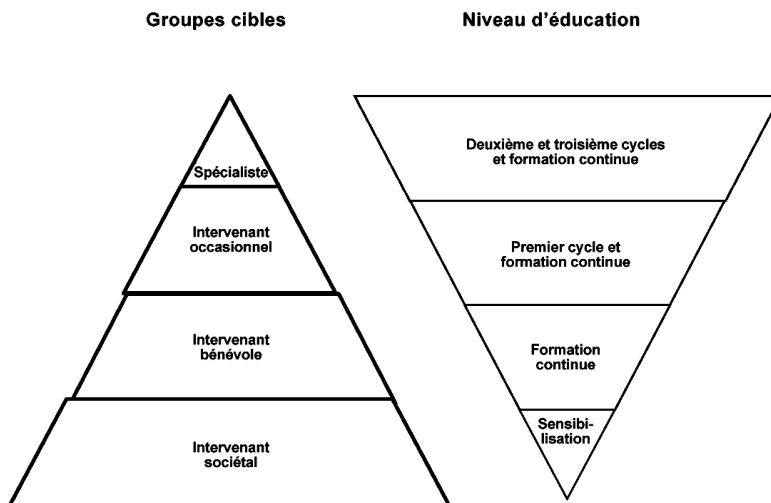 Groupes cibles
Niveau d'éducation
Spécialiste
Intervenant
occasionnel
Intervenant
bénévole
Intervenant
sociétal
Deuxième et troisième cycles
et formation continue
Premier cycle et
formation continue
Formation
continue
Sensibi-
lisation